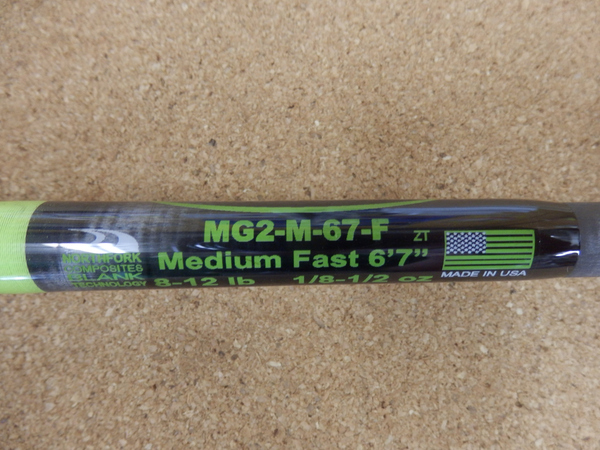 NORTHFORK
COMPOSITES
BLANK
TECHNOLOGY
MG2-M-67-F ZT
Medium Fast 6'7”
8-12 lb 1/8-1/2 oz
MADE IN USA